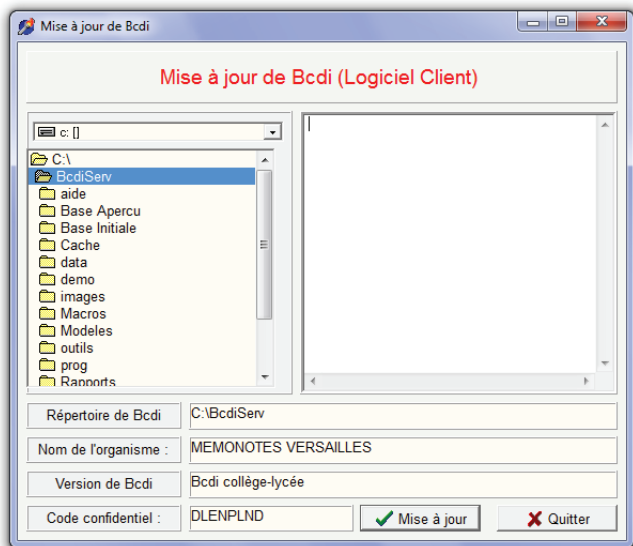 Mise à jour de Bcdi
Mise à jour de Bcdi (Logiciel Client)
c: []
C:\
BcdiServ
aide
Base Apercu
Base Initiale
Cache
data
demo
images
Macros
Modeles
outils
prog
Rapports
Répertoire de Bcdi
C:\BcdiServ
Nom de l'organisme :
MEMONOTES VERSAILLES
Version de Bcdi
Bcdi collège-lycée
Code confidentiel :
DLENPLND
Mise à jour
Quitter